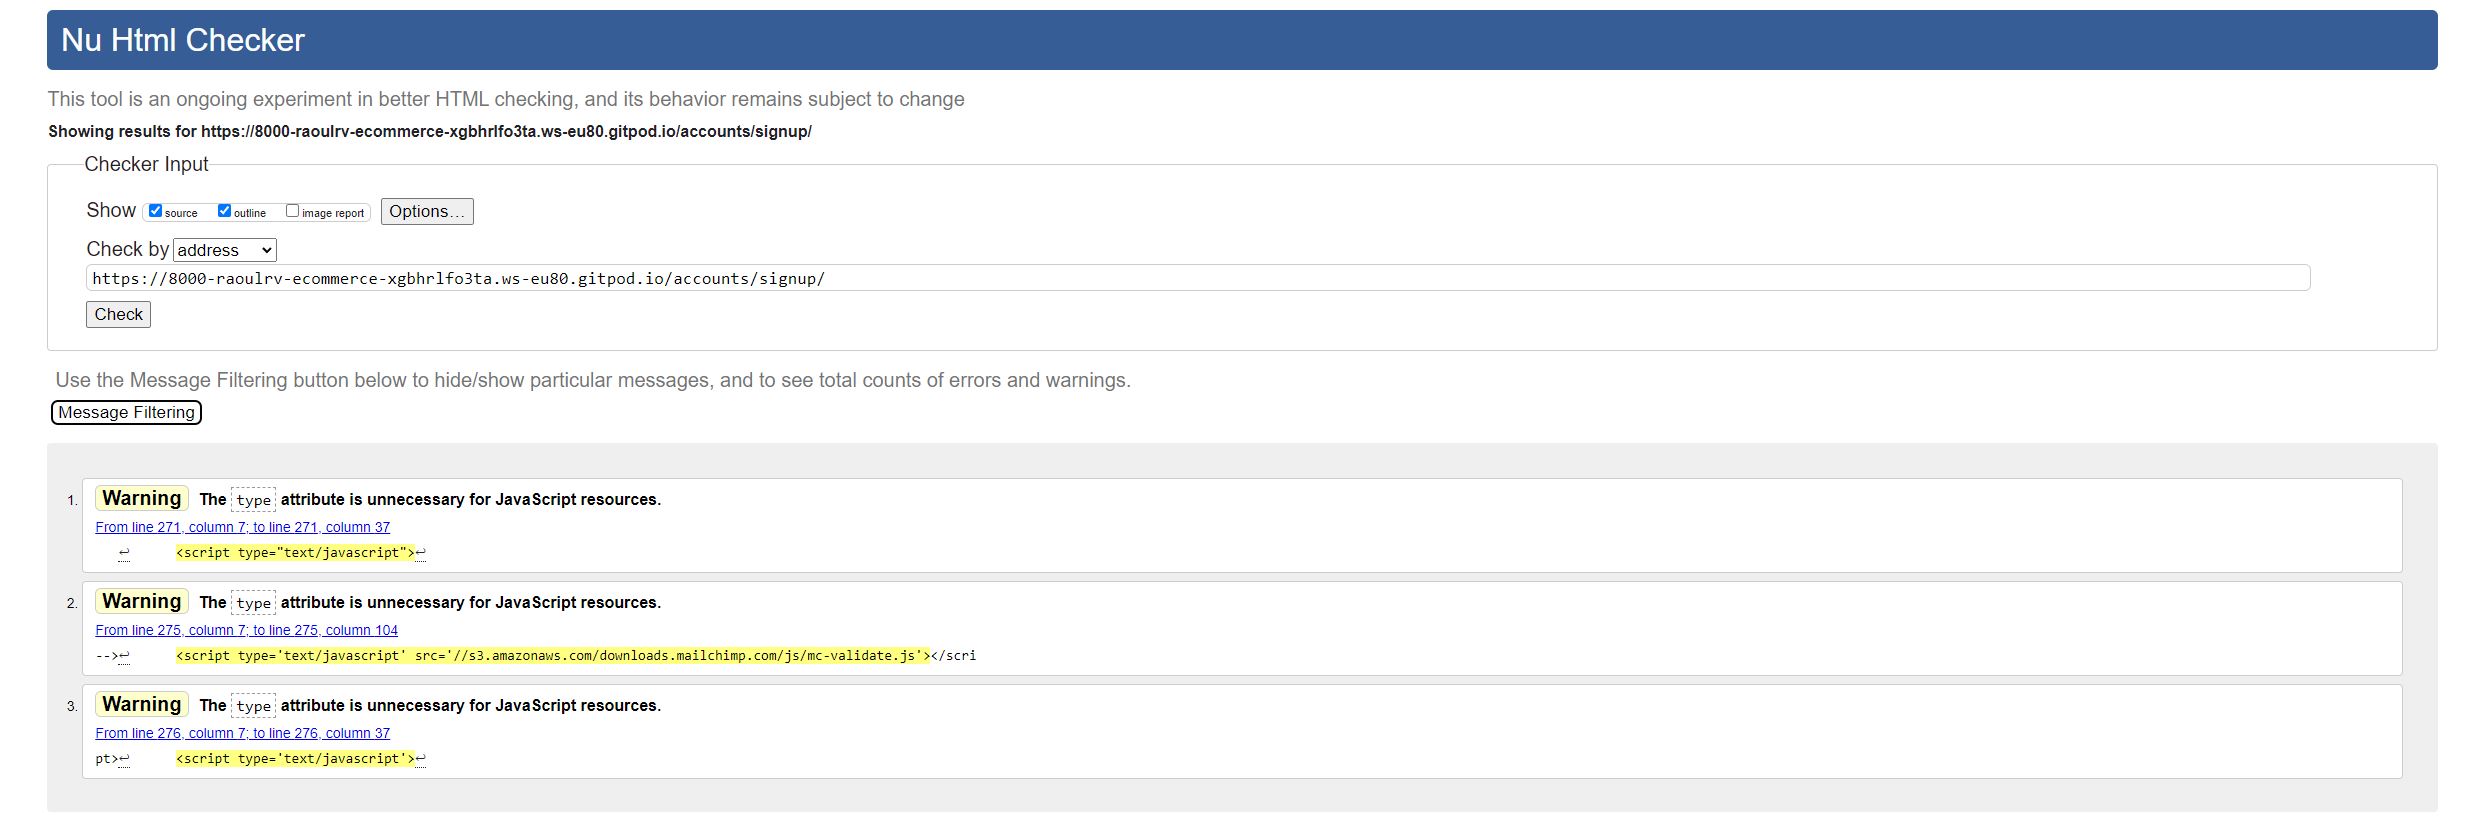 Nu Html Checker
This tool is an ongoing experiment in better HTML checking, and its behavior remains subject to change
Showing results for https://8000-raoulrv-ecommerce-xgbhrlfo3ta.ws-eu80.gitpod.io/accounts/signup/
Checker Input
Show source outline image report Options...
Check by address
https://8000-raoulrv-ecommerce-xgbhrlfo3ta.ws-eu80.gitpod.io/accounts/signup/
Check
Use the Message Filtering button below to hide/show particular messages, and to see total counts of errors and warnings.
Message Filtering
1. Warning The type attribute is unnecessary for JavaScript resources.
From line 271, column 7; to line 271, column 37
↩ <script type="text/javascript">↩
2. Warning The type attribute is unnecessary for JavaScript resources.
From line 275, column 7; to line 275, column 104
-->↩ <script type='text/javascript' src='//s3.amazonaws.com/downloads.mailchimp.com/js/mc-validate.js'></scri
3. Warning The type attribute is unnecessary for JavaScript resources.
From line 276, column 7; to line 276, column 37
pt>↩ <script type='text/javascript'>↩